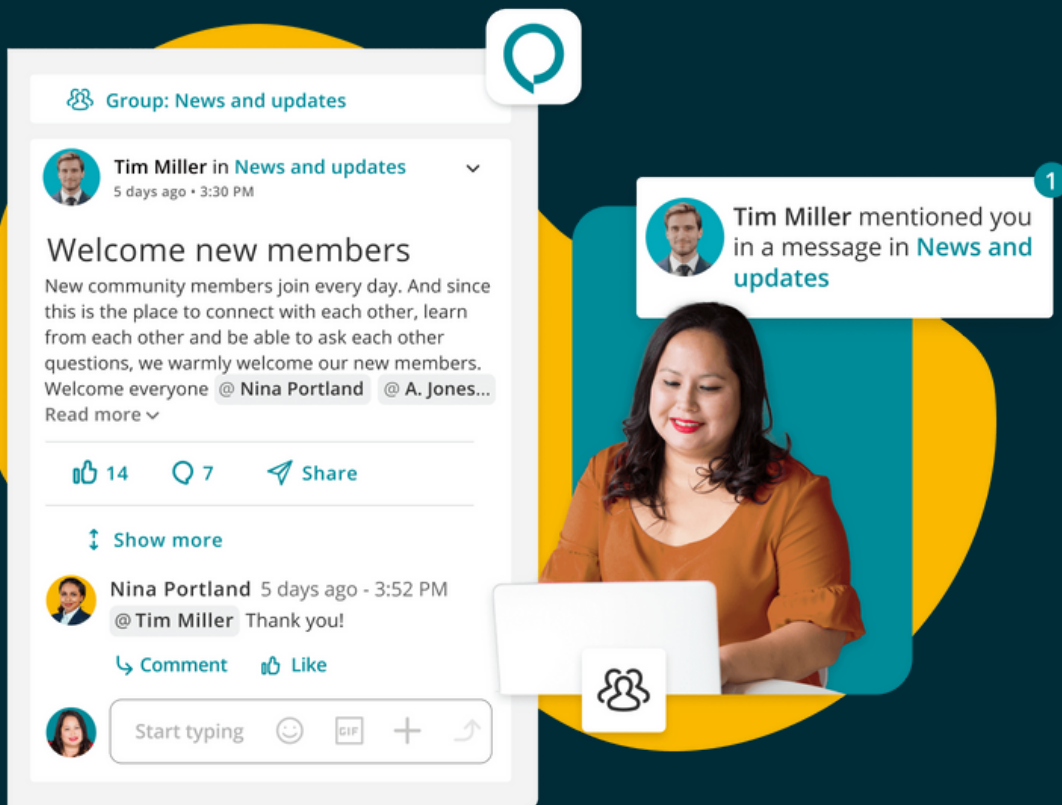 Group: News and updates
Tim Miller in News and updates
5 days ago • 3:30 PM
Welcome new members
New community members join every day. And since
this is the place to connect with each other, learn
from each other and be able to ask each other
questions, we warmly welcome our new members.
Welcome everyone @ Nina Portland @ A. Jones...
Read more
14 7 Share
Show more
Nina Portland 5 days ago - 3:52 PM
@ Tim Miller Thank you!
Comment Like
Start typing GIF
1
Tim Miller mentioned you
in a message in News and
updates